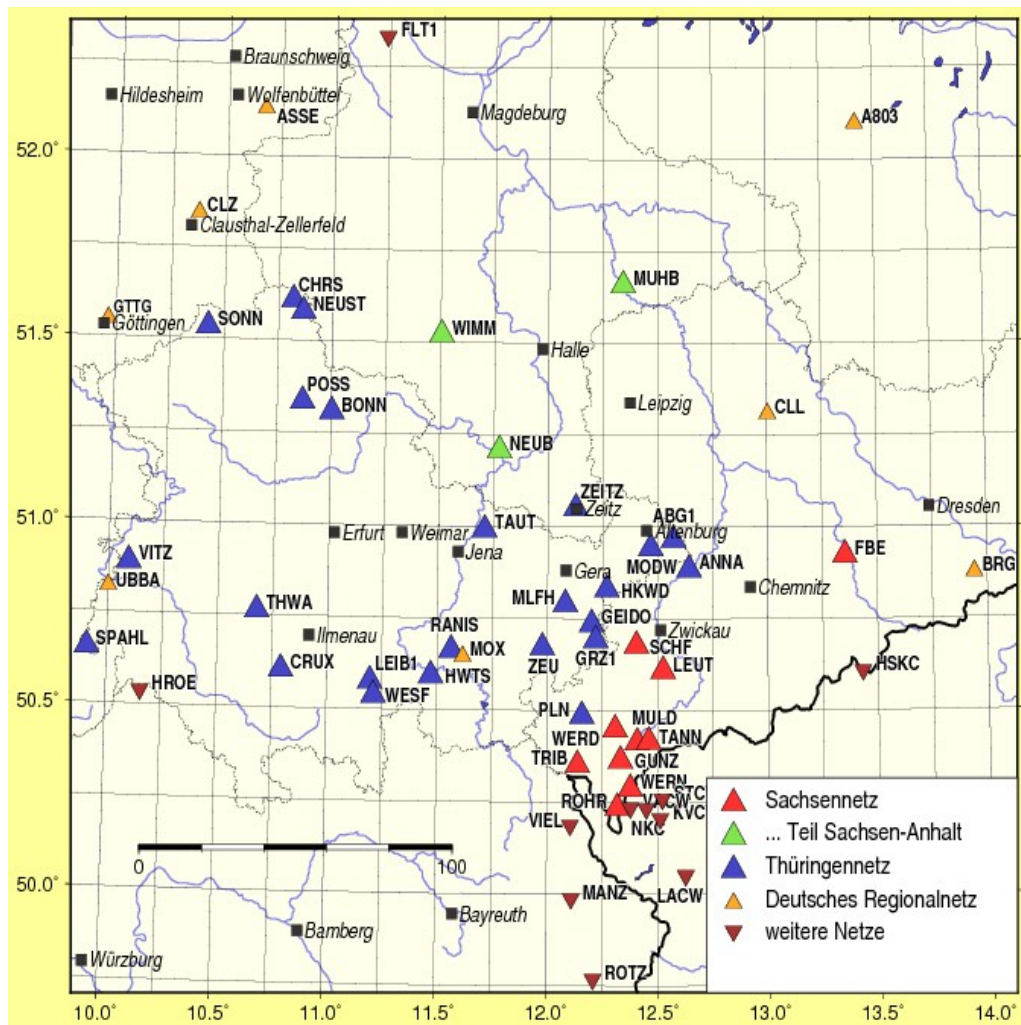 FLT1
Braunschweig
Hildesheim
Wolfenbüttel
ASSE
Magdeburg
A803
52.0°
CLZ
Clausthal-Zellerfeld
MUHB
CHRS
NEUST
GTTG
Göttingen
SONN
51.5°
WIMM
Halle
POSS
BONN
Leipzig
CLL
NEUB
ZEITZ
Zeitz
51.0°
TAUT
ABG1
Altenburg
Dresden
Erfurt
Weimar
Jena
MODW
ANNA
FBE
VITZ
UBBA
Gera
HKWD
Chemnitz
BRG
MLFH
THWA
GEIDO
RANIS
Ilmenau
MOX
ZEU
GRZ1
Zwickau
SCHF
SPAHL
CRUX
LEIB1
HWTS
LEUT
HSKC
HROE
WESF
50.5°
PLN
MULD
WERD
TANN
TRIB
GUNZ
WERN
ROHR
VACW
STC
VIEL
NKC
KVC
0
100
50.0°
MANZ
LACW
Bayreuth
Bamberg
Würzburg
ROTZ
Sachsennetz
... Teil Sachsen-Anhalt
Thüringennetz
Deutsches Regionalnetz
weitere Netze
10.0° 10.5° 11.0° 11.5° 12.0° 12.5° 13.0° 13.5° 14.0°